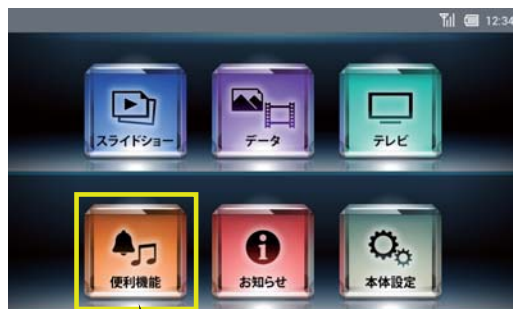 12:34
スライドショー
データ
テレビ
便利機能
お知らせ
本体設定